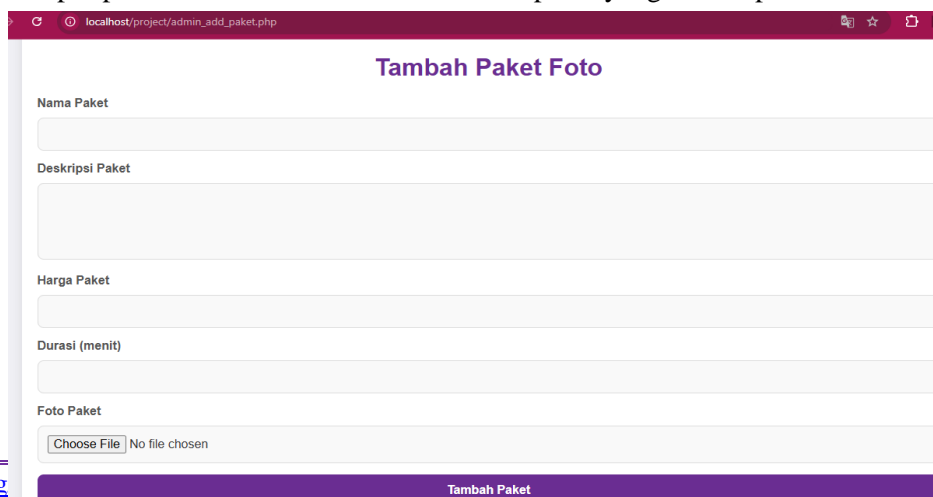 localhost/project/admin_add_paket.php
Tambah Paket Foto
Nama Paket
Deskripsi Paket
Harga Paket
Durasi (menit)
Foto Paket
Choose File No file chosen
Tambah Paket